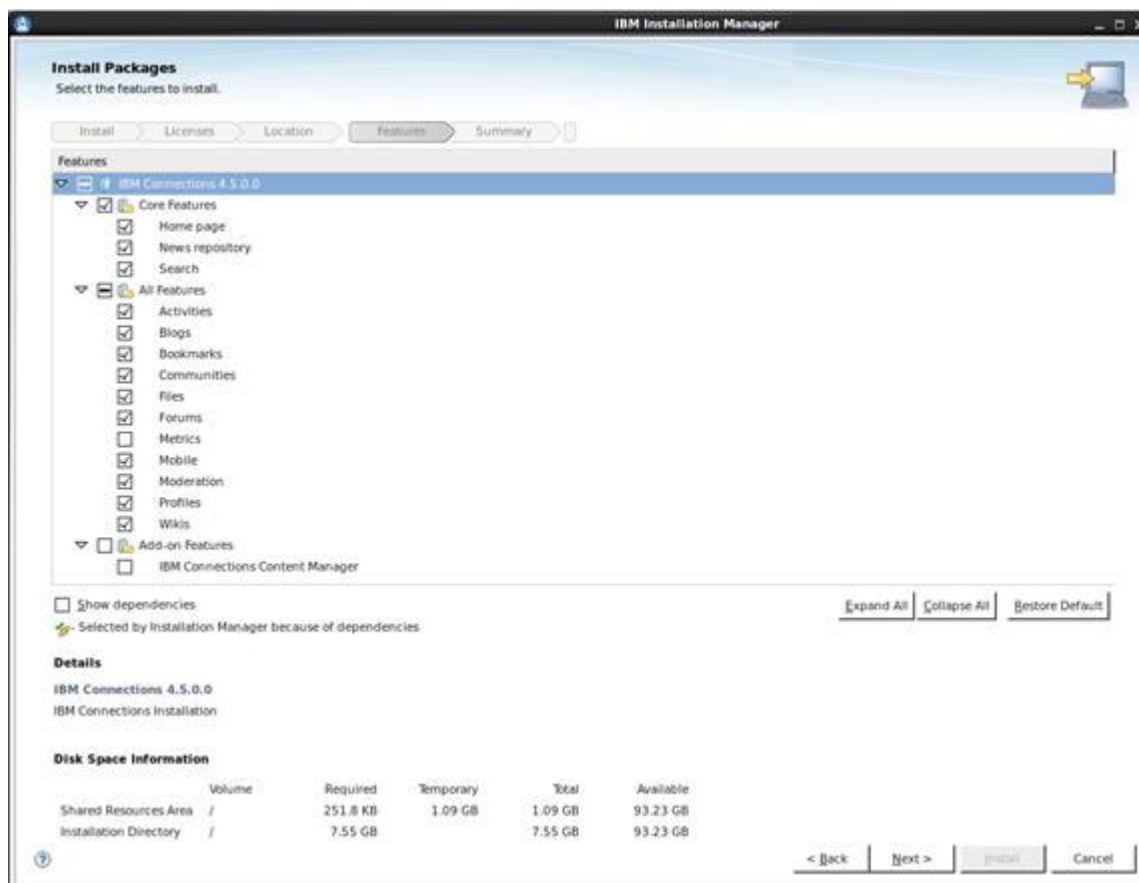 IBM Installation Manager
Install Packages
Select the features to install.
Install Licenses Location Features Summary
Features
IBM Connections 4.5.0.0
Core Features
Home page
News repository
Search
All Features
Activities
Blogs
Bookmarks
Communities
Files
Forums
Metrics
Mobile
Moderation
Profiles
Wikis
Add-on Features
IBM Connections Content Manager
Show dependencies
Expand All Collapse All Restore Default
- Selected by Installation Manager because of dependencies
Details
IBM Connections 4.5.0.0
IBM Connections Installation
Disk Space Information
Volume Required Temporary Total Available
Shared Resources Area / 251.8 KB 1.09 GB 1.09 GB 93.23 GB
Installation Directory / 7.55 GB 7.55 GB 93.23 GB
? < Back Next > Install Cancel